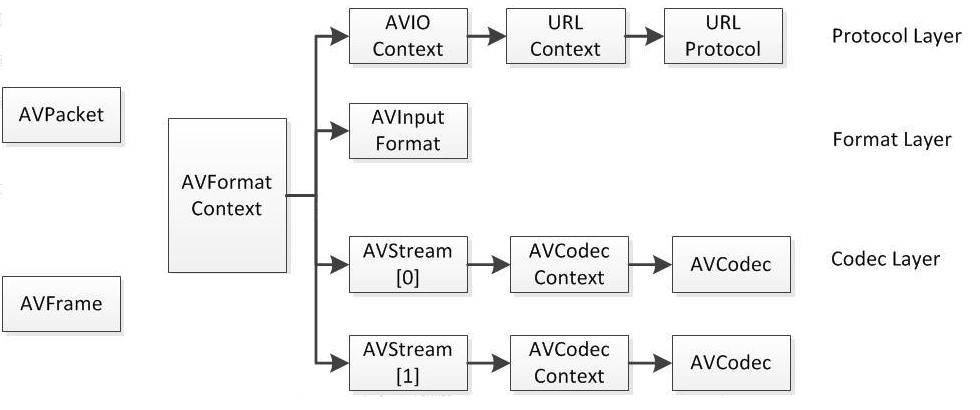 AVPacket
AVFrame
AVFormat
Context
AVIO
Context
URL
Context
URL
Protocol
Protocol Layer
AVInput
Format
Format Layer
AVStream
[0]
AVCodec
Context
AVCodec
Codec Layer
AVStream
[1]
AVCodec
Context
AVCodec